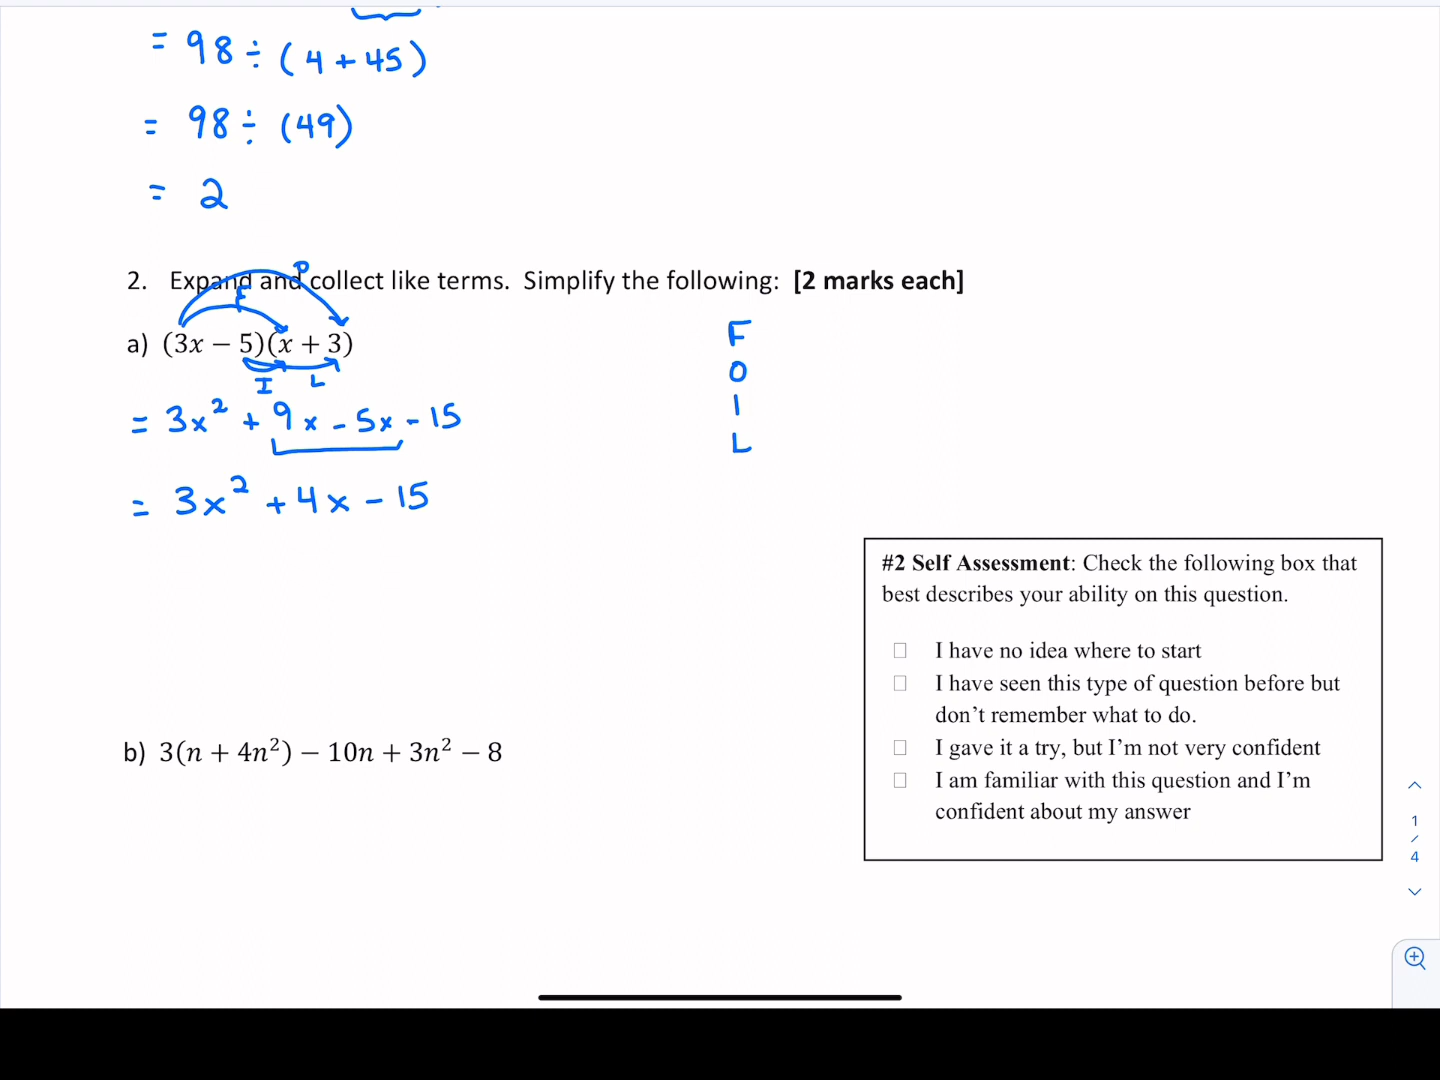 = 98 ÷ (4 + 45)
= 98 ÷ (49)
= 2
2. Expand and collect like terms. Simplify the following: [2 marks each]
O
F
a) (3x − 5)(x + 3)
I L
= 3x² + 9x - 5x - 15
= 3x² + 4x - 15
F
O
I
L
#2 Self Assessment: Check the following box that
best describes your ability on this question.
☐ I have no idea where to start
☐ I have seen this type of question before but
don’t remember what to do.
☐ I gave it a try, but I’m not very confident
☐ I am familiar with this question and I’m
confident about my answer
b) 3(n + 4n²) − 10n + 3n² − 8
1
/
4